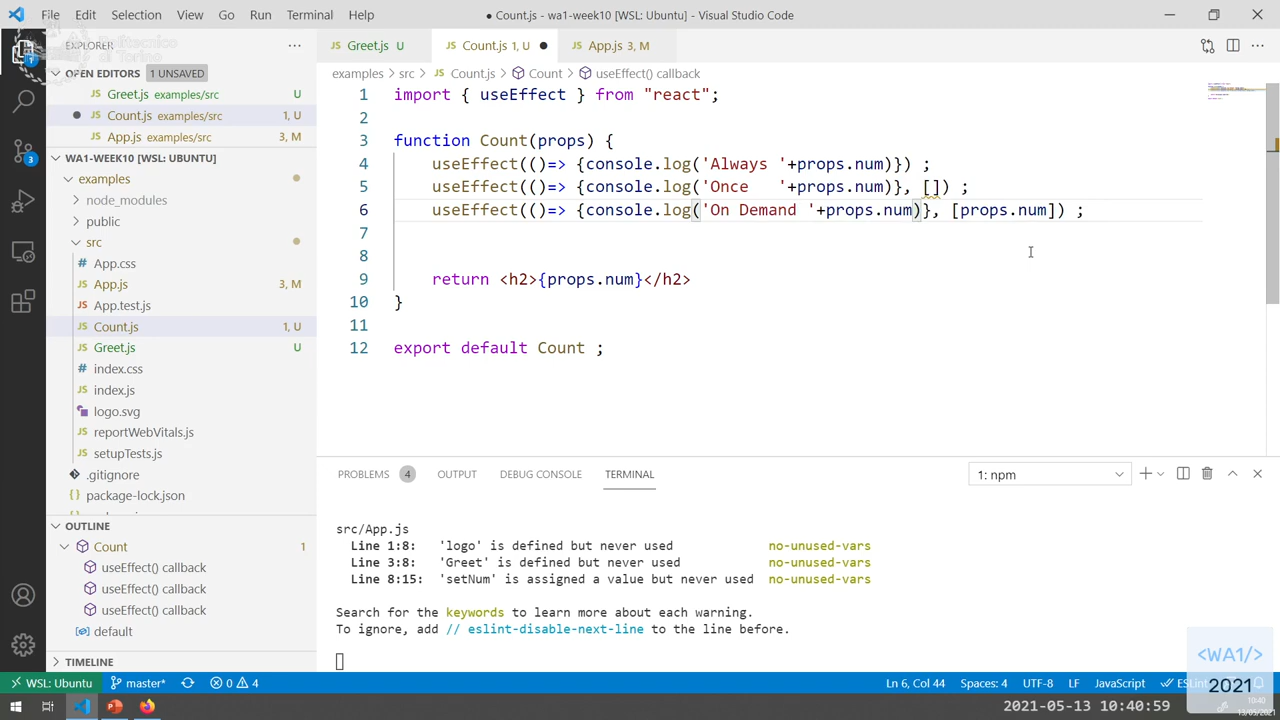 File Edit Selection View Go Run Terminal Help
● Count.js - wa1-week10 [WSL: Ubuntu] - Visual Studio Code
Politecnico
di Torino
EXPLORER
OPEN EDITORS 1 UNSAVED
Greet.js examples/src U
Count.js examples/src 1, U
App.js examples/src 3, M
WA1-WEEK10 [WSL: UBUNTU]
examples
node_modules
public
src
App.css
App.js 3, M
App.test.js
Count.js 1, U
Greet.js U
index.css
index.js
logo.svg
reportWebVitals.js
setupTests.js
.gitignore
package-lock.json
OUTLINE
Count 1
useEffect() callback
useEffect() callback
useEffect() callback
default
TIMELINE
Greet.js U
Count.js 1, U ●
App.js 3, M
examples > src > JS Count.js > Count > useEffect() callback
1 import { useEffect } from "react";
2
3 function Count(props) {
4 useEffect(()=> {console.log('Always '+props.num)}) ;
5 useEffect(()=> {console.log('Once   '+props.num)}, []) ;
6 useEffect(()=> {console.log('On Demand '+props.num)}, [props.num]) ;
7
8
9 return <h2>{props.num}</h2>
10 }
11
12 export default Count ;
PROBLEMS 4 OUTPUT DEBUG CONSOLE TERMINAL
1: npm
src/App.js
Line 1:8: 'logo' is defined but never used no-unused-vars
Line 3:8: 'Greet' is defined but never used no-unused-vars
Line 8:15: 'setNum' is assigned a value but never used no-unused-vars
Search for the keywords to learn more about each warning.
To ignore, add // eslint-disable-next-line to the line before.
<WA1/>
2021
WSL: Ubuntu master* 0 4
Ln 6, Col 44 Spaces: 4 UTF-8 LF JavaScript ESLint
2021-05-13 10:40:59
10:40
13/05/2021